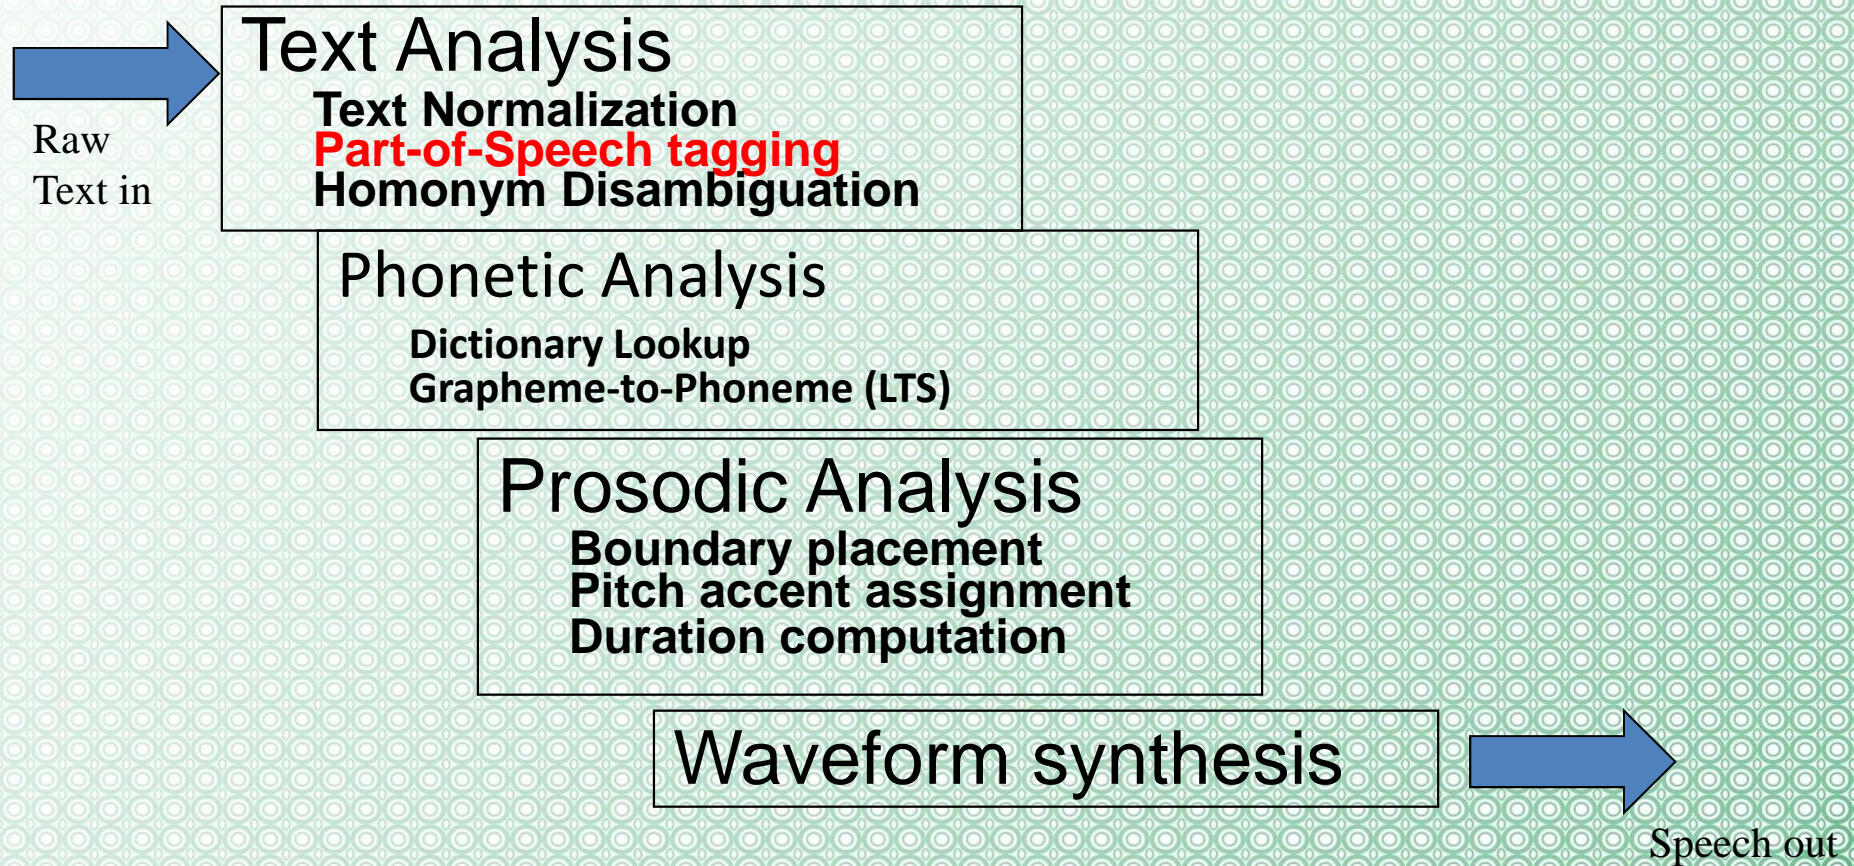 Raw
Text in
Text Analysis
Text Normalization
Part-of-Speech tagging
Homonym Disambiguation
Phonetic Analysis
Dictionary Lookup
Grapheme-to-Phoneme (LTS)
Prosodic Analysis
Boundary placement
Pitch accent assignment
Duration computation
Waveform synthesis
Speech out